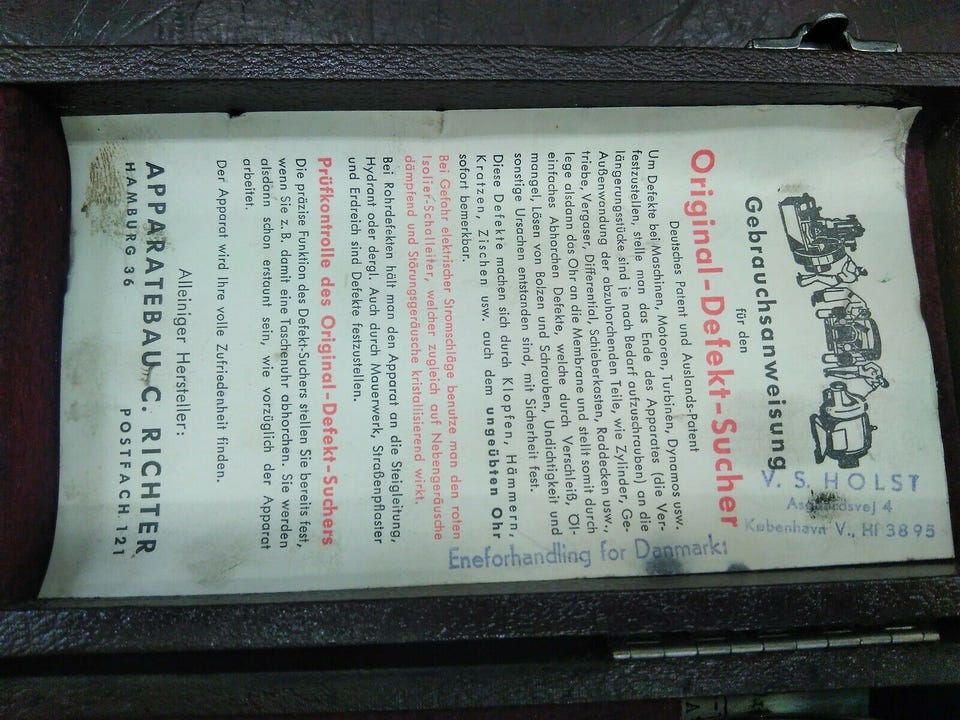 Gebrauchsanweisung
für den
Original-Defekt-Sucher
Deutsches Patent und Auslands-Patent
Um Defekte bei Maschinen, Motoren, Turbinen, Dynamos usw.
festzustellen, stelle man das Ende des Apparates (die Ver-
längerungsstücke sind je nach Bedarf aufzuschrauben) an die
Außenwandung der abzuhorchenden Teile, wie Zylinder, Ge-
triebe, Vergaser, Differential, Schieberkasten, Raddecken usw.
lege alsdann das Ohr an die Membrane und stellt somit durch
einfaches Abhorchen Defekte, welche durch Verschleiß, Öl-
mangel, Lösen von Bolzen und Schrauben, Undichtigkeit und
sonstige Ursachen entstanden sind, mit Sicherheit fest.
Diese Defekte machen sich durch Klopfen, Hämmern,
Kratzen, Zischen usw. auch dem ungeübten Ohr
sofort bemerkbar.
Bei Gefahr elektrischer Stromschläge benutze man den roten
Isolier-Schalleiter, welcher zugleich auf Nebengeräusche
dämpfend und Störungsgeräusche kristallisierend wirkt.
Bei Rohrdefekten hält man den Apparat an die Steigleitung,
Hydrant oder dergl. Auch durch Mauerwerk, Straßenpflaster
und Erdreich sind Defekte festzustellen.
Prüfkontrolle des Original-Defekt-Suchers
Die präzise Funktion des Defekt-Suchers stellen Sie bereits fest,
wenn Sie z. B. damit eine Taschenuhr abhorchen. Sie werden
alsdann schon erstaunt sein, wie vorzüglich der Apparat
arbeitet.
Der Apparat wird Ihre volle Zufriedenheit finden.
Alleiniger Hersteller:
APPARATEBAU C. RICHTER
HAMBURG 36 POSTFACH 121
Eneforhandling for Danmark:
V. S. HOLST
4
København V., 3895